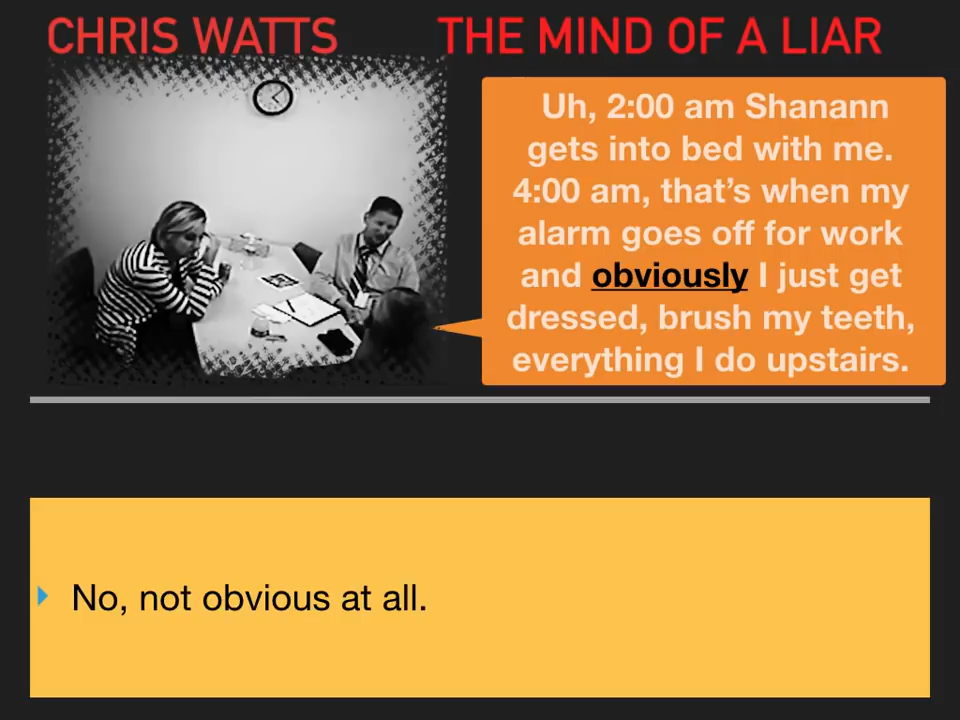 CHRIS WATTS THE MIND OF A LIAR
Uh, 2:00 am Shanann
gets into bed with me.
4:00 am, that's when my
alarm goes off for work
and obviously I just get
dressed, brush my teeth,
everything I do upstairs.
No, not obvious at all.